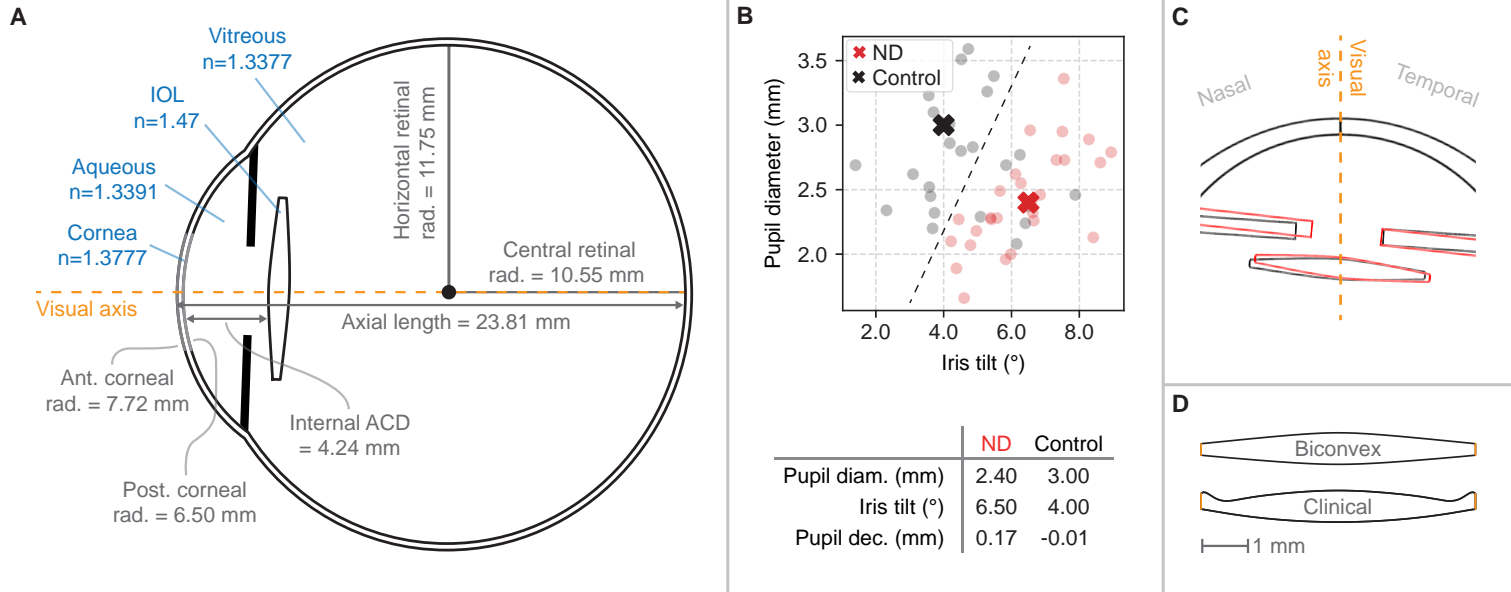 A
Vitreous
n=1.3377
IOL
n=1.47
Aqueous
n=1.3391
Cornea
n=1.3777
Visual axis
Horizontal retinal
rad. = 11.75 mm
Central retinal
rad. = 10.55 mm
Axial length = 23.81 mm
Ant. corneal
rad. = 7.72 mm
Internal ACD
= 4.24 mm
Post. corneal
rad. = 6.50 mm
B
ND
Control
Pupil diameter (mm)
3.5
3.0
2.5
2.0
2.0 4.0 6.0 8.0
Iris tilt (°)
ND Control
Pupil diam. (mm) 2.40 3.00
Iris tilt (°) 6.50 4.00
Pupil dec. (mm) 0.17 -0.01
C
Nasal
Visual
axis
Temporal
D
Biconvex
Clinical
1 mm